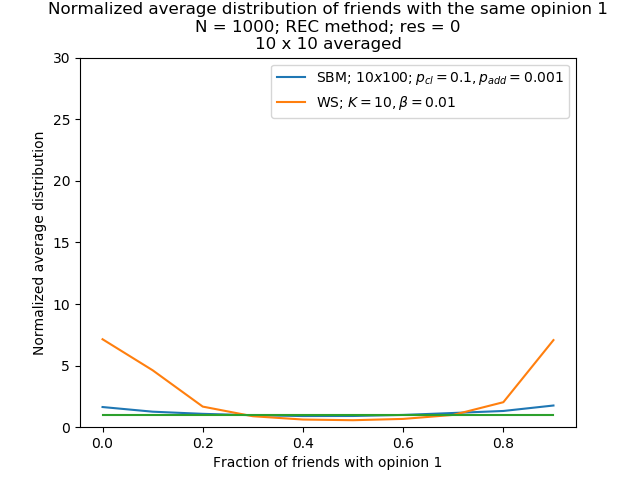 Normalized average distribution of friends with the same opinion 1
N = 1000; REC method; res = 0
10 x 10 averaged
30
25
20
15
10
5
0
Normalized average distribution
SBM; 10x100; p_cl = 0.1, p_add = 0.001
WS; K = 10, β = 0.01
0.0 0.2 0.4 0.6 0.8
Fraction of friends with opinion 1